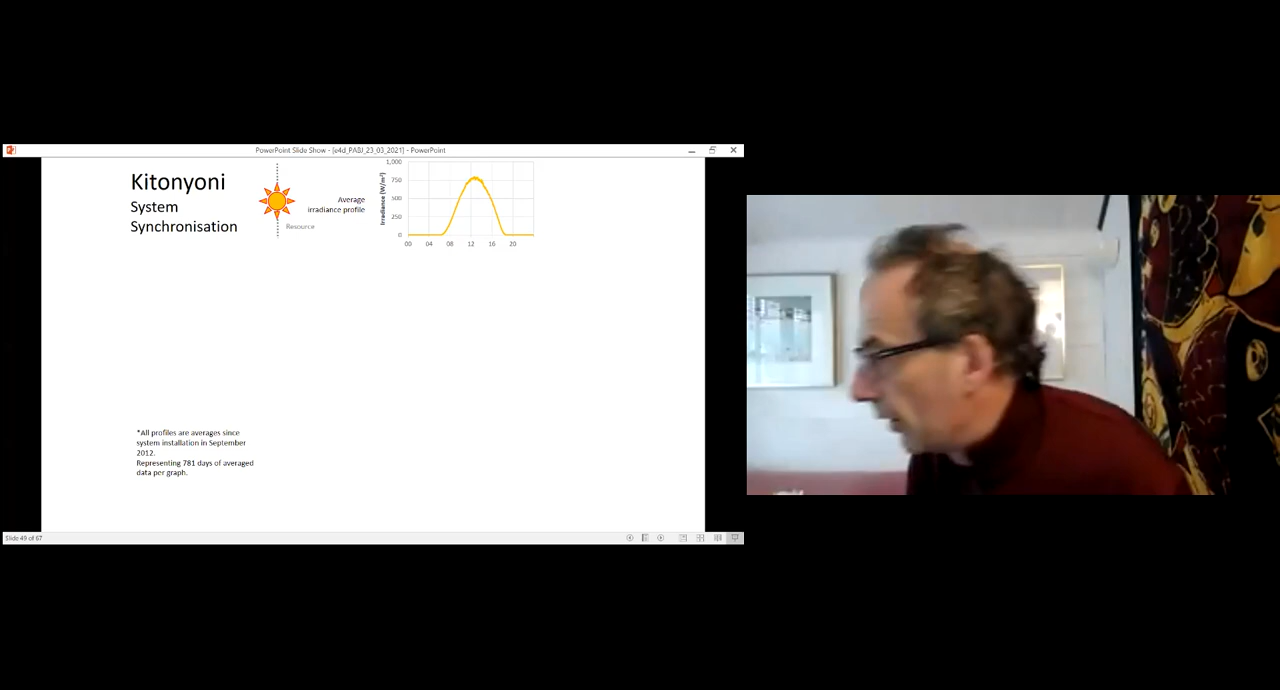 PowerPoint Slide Show - [e4d_PABJ_23_03_2021] - PowerPoint
Kitonyoni
System
Synchronisation
Average
irradiance profile
Resource
Irradiance (W/m²)
1,000
750
500
250
0
00 04 08 12 16 20
*All profiles are averages since
system installation in September
2012.
Representing 781 days of averaged
data per graph.
Slide 49 of 67